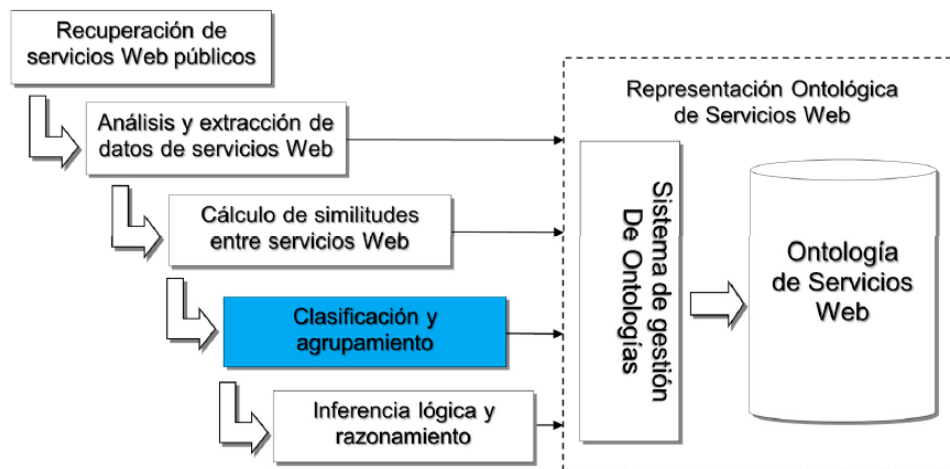 Recuperación de
servicios Web públicos
Análisis y extracción de
datos de servicios Web
Cálculo de similitudes
entre servicios Web
Clasificación y
agrupamiento
Inferencia lógica y
razonamiento
Representación Ontológica
de Servicios Web
Sistema de gestión
De Ontologías
Ontología
de Servicios
Web